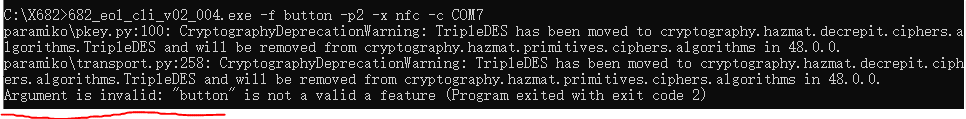 C:\X682>682_eol_cli_v02_004.exe -f button -p2 -x nfc -c COM7
paramiko\pkey.py:100: CryptographyDeprecationWarning: TripleDES has been moved to cryptography.hazmat.decrepit.ciphers.a
lgorithms.TripleDES and will be removed from cryptography.hazmat.primitives.ciphers.algorithms in 48.0.0.
paramiko\transport.py:258: CryptographyDeprecationWarning: TripleDES has been moved to cryptography.hazmat.decrepit.ciph
ers.algorithms.TripleDES and will be removed from cryptography.hazmat.primitives.ciphers.algorithms in 48.0.0.
Argument is invalid: "button" is not a valid a feature (Program exited with exit code 2)